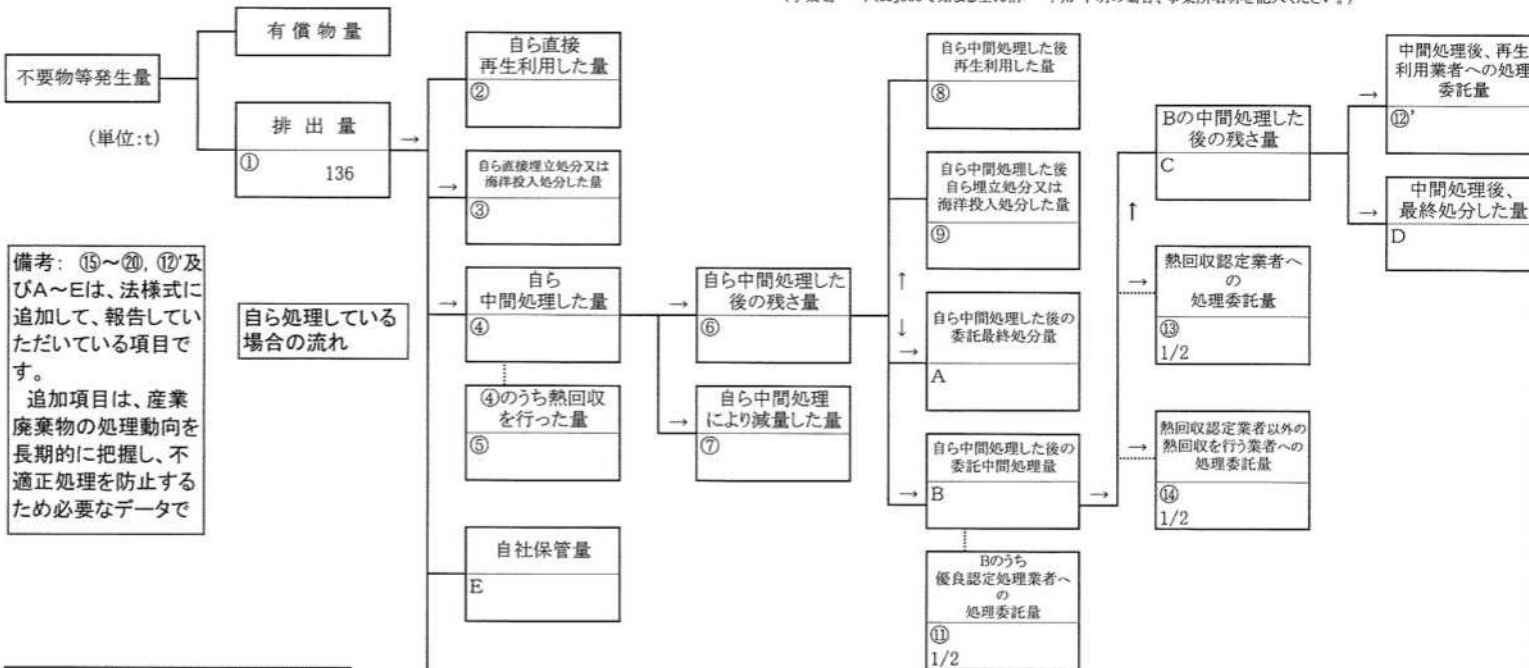 有償物量
不要物等発生量
(単位:t)
排出量
→
①
136
自ら直接
再生利用した量
②
→
自ら直接埋立処分又は
海洋投入処分した量
③
備考: ⑮~⑳, ⑫'及
びA~Eは、法様式に
追加して、報告してい
ただいている項目で
す。
追加項目は、産業
廃棄物の処理動向を
長期的に把握し、不
適正処理を防止する
ため必要なデータで
自ら処理している
場合の流れ
→
自ら
中間処理した量
④
④のうち熱回収
を行った量
⑤
自社保管量
E
→
自ら中間処理した
後の残さ量
⑥
→
自ら中間処理
により減量した量
⑦
自ら中間処理した後
再生利用した量
⑧
自ら中間処理した後
自ら埋立処分又は
海洋投入処分した量
⑨
↑
↓
→
自ら中間処理した後の
委託最終処分量
A
→
自ら中間処理した後の
委託中間処理量
B
→
Bのうち
優良認定処理業者へ
の
処理委託量
⑪
1/2
↑
Bの中間処理した
後の残さ量
C
→
熱回収認定業者へ
の
処理委託量
⑬
1/2
→
熱回収認定業者以外の
熱回収を行う業者への
処理委託量
⑭
1/2
→
中間処理後、再生
利用業者への処理
委託量
⑫'
→
中間処理後、
最終処分した量
D